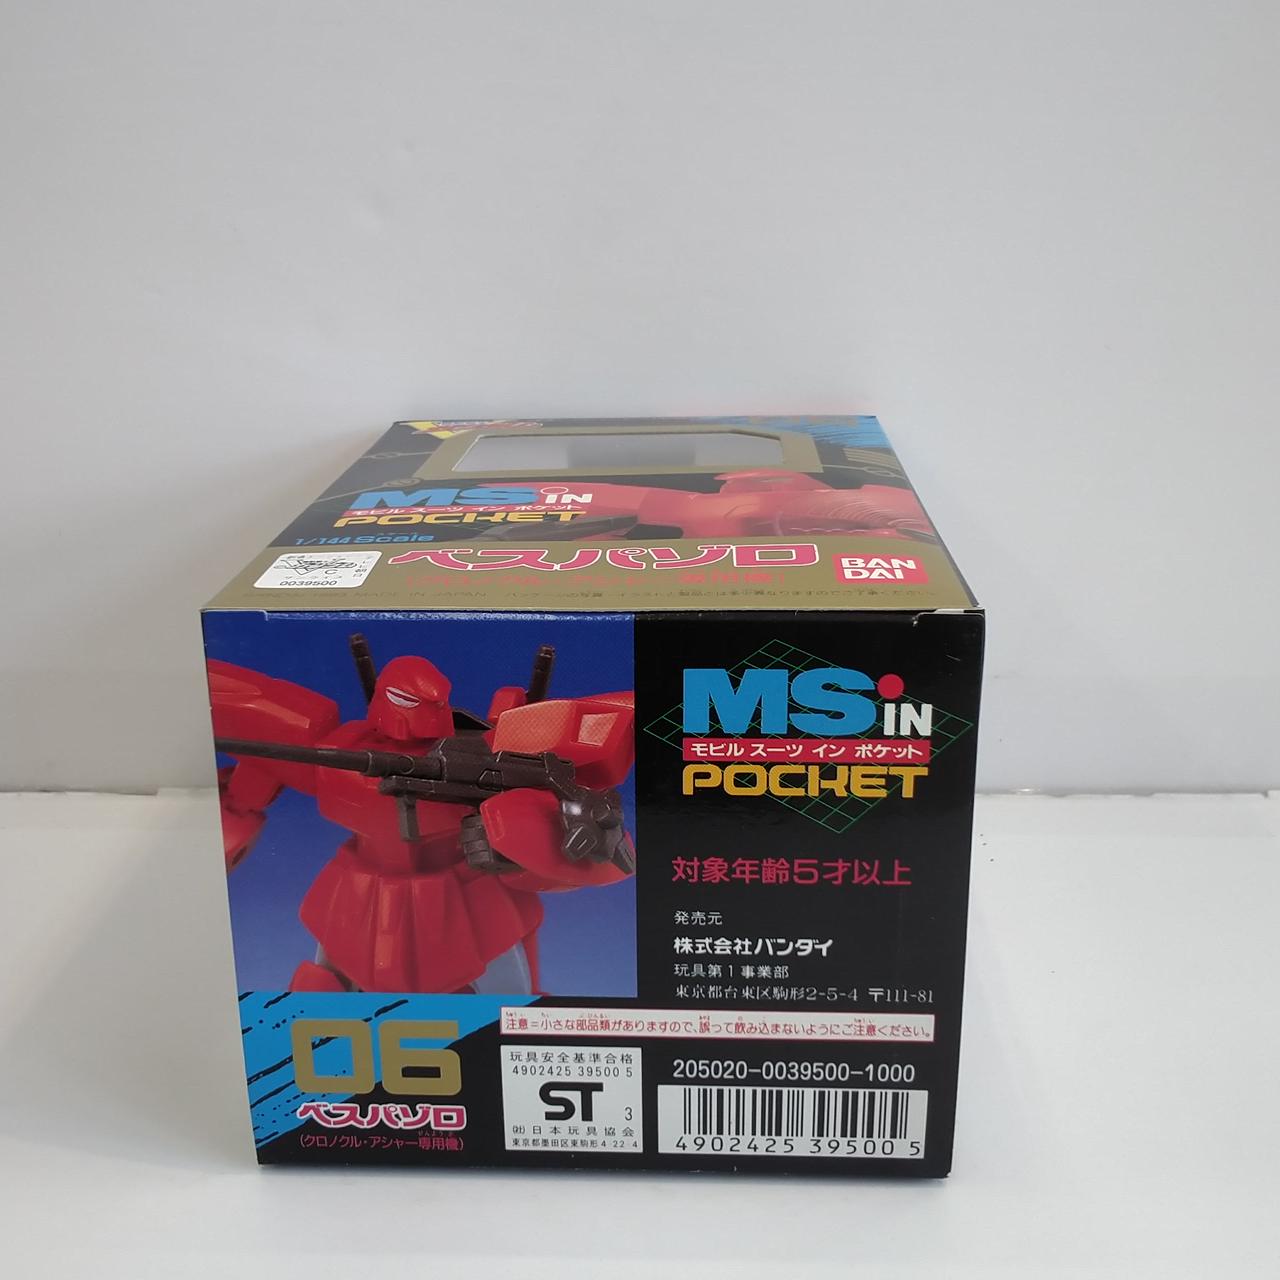 MS IN
モビル スーツ イン ポケット
POCKET
1/144 Scale
ベスパゾロ
BAN
DAI
C
0039500
MS IN
モビル スーツ イン ポケット
POCKET
対象年齢5才以上
発売元
株式会社バンダイ
玩具第1事業部
東京都台東区駒形2-5-4 〒111-81
注意=小さな部品類がありますので、誤って飲み込まないようにご注意ください。
06
ベスパゾロ
(クロノクル・アシャー専用機)
玩具安全基準合格
4902425 39500 5
ST 3
㈳日本玩具協会
東京都墨田区東駒形4-22-4
205020-0039500-1000
4902425 39500 5